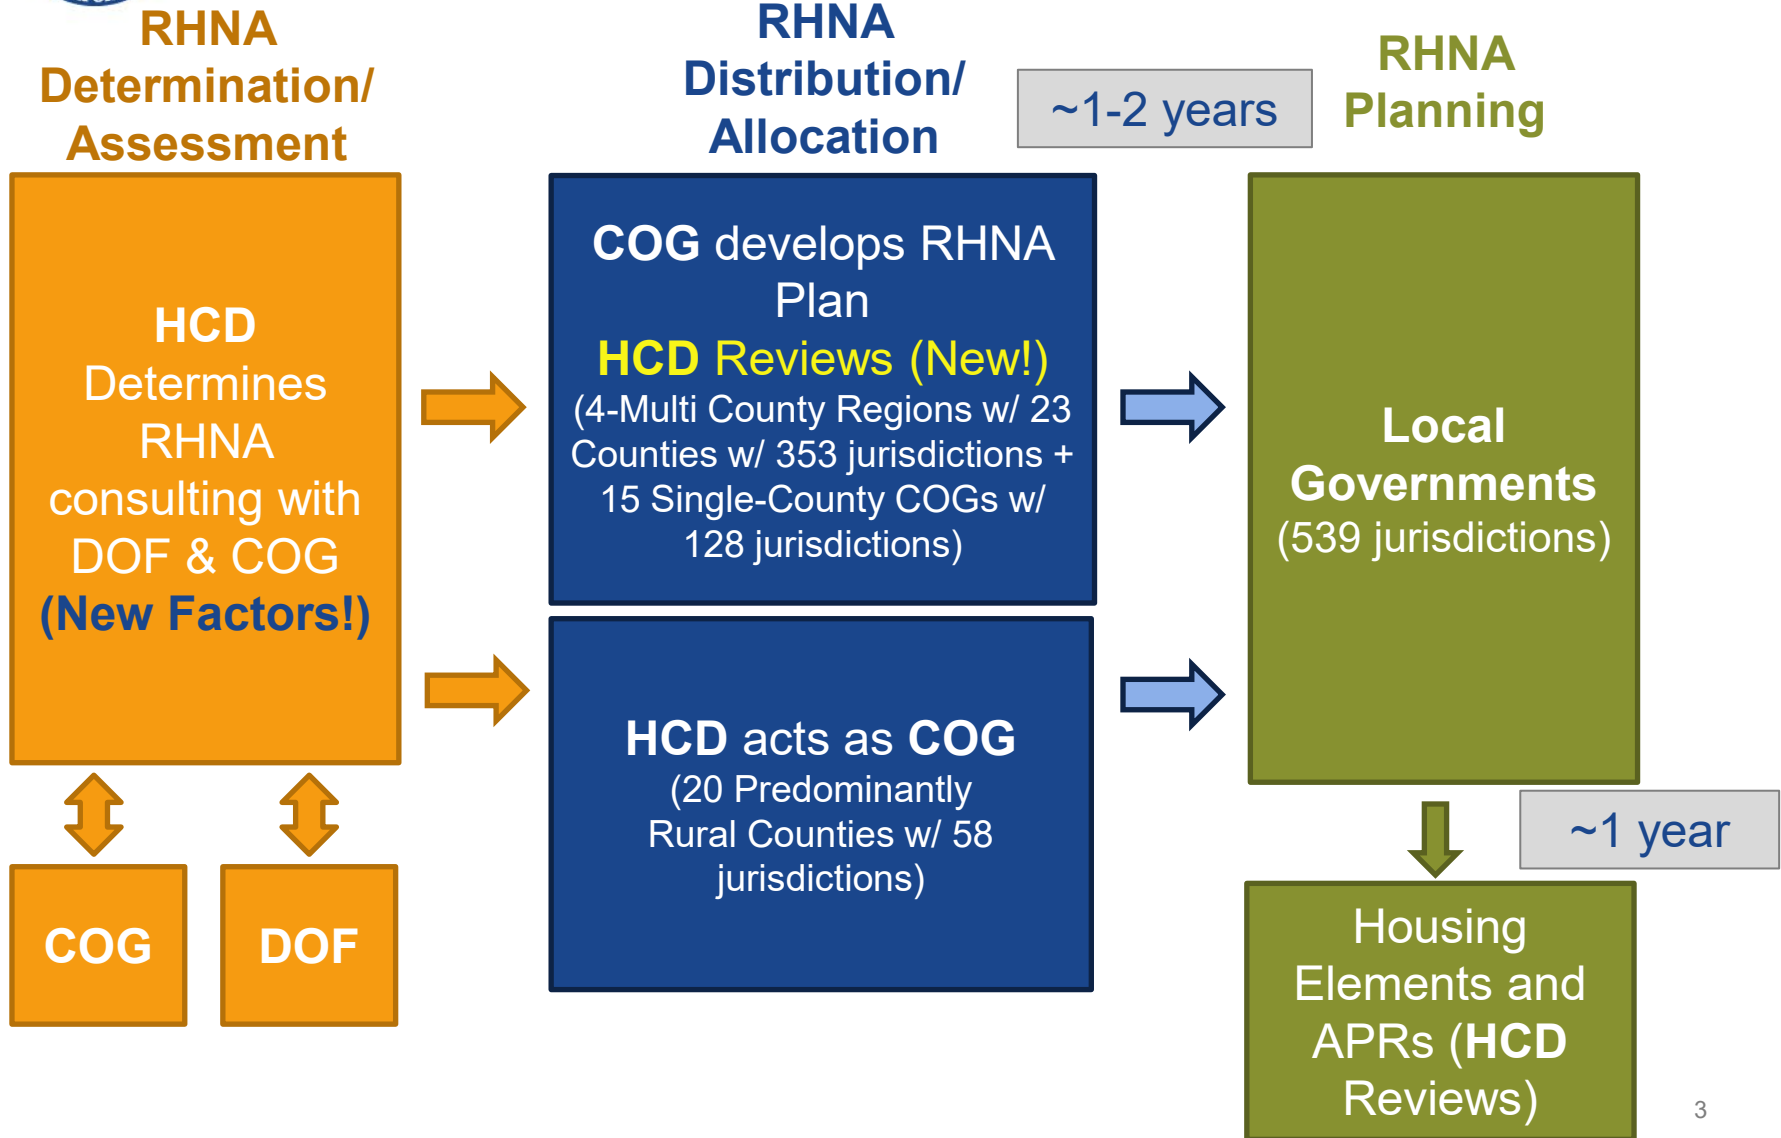 RHNA
Determination/
Assessment
HCD
Determines
RHNA
consulting with
DOF & COG
(New Factors!)
COG
DOF
RHNA
Distribution/
Allocation
~1-2 years
COG develops RHNA
Plan
HCD Reviews (New!)
(4-Multi County Regions w/ 23
Counties w/ 353 jurisdictions +
15 Single-County COGs w/
128 jurisdictions)
HCD acts as COG
(20 Predominantly
Rural Counties w/ 58
jurisdictions)
RHNA
Planning
Local
Governments
(539 jurisdictions)
~1 year
Housing
Elements and
APRs (HCD
Reviews)
3